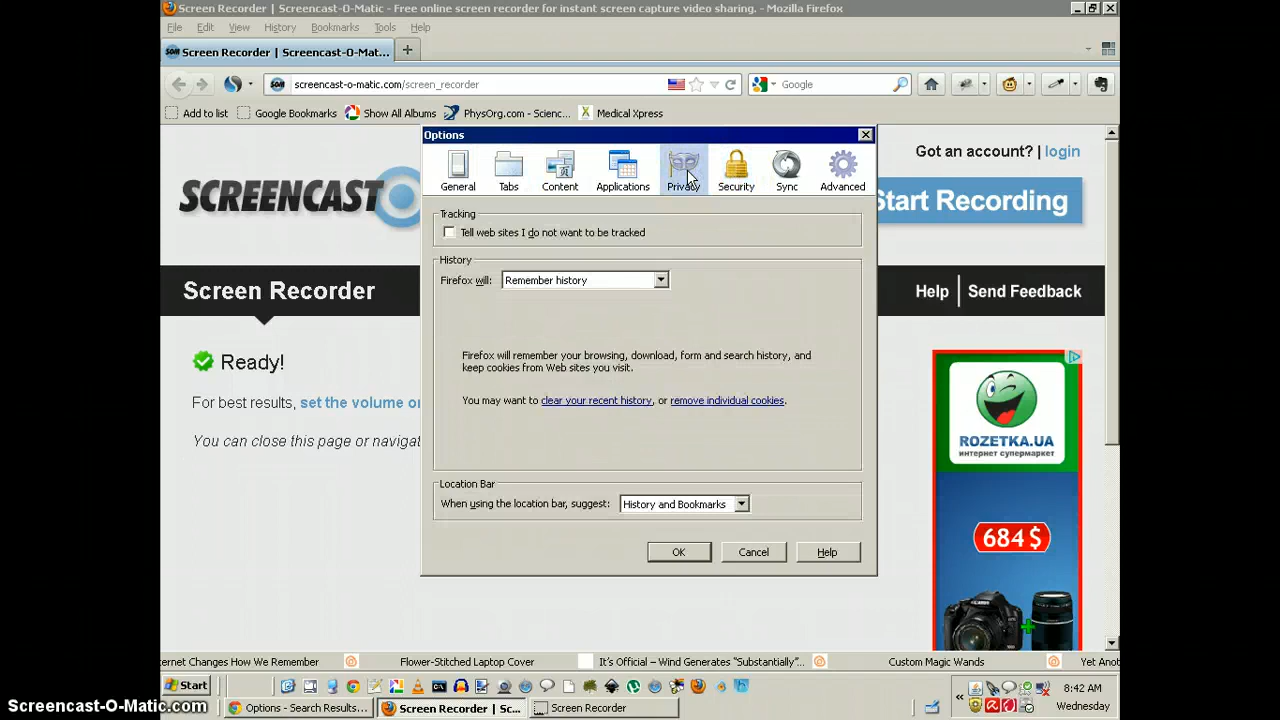 Screen Recorder | Screencast-O-Matic - Free online screen recorder for instant screen capture video sharing. - Mozilla Firefox
File Edit View History Bookmarks Tools Help
SOM Screen Recorder | Screencast-O-Mat...
screencast-o-matic.com/screen_recorder
Google
Add to list Google Bookmarks Show All Albums PhysOrg.com - Scienc... Medical Xpress
Options
General Tabs Content Applications Privacy Security Sync Advanced
Got an account? | login
SCREENCAST
Start Recording
Tracking
Tell web sites I do not want to be tracked
History
Firefox will: Remember history
Screen Recorder
Help Send Feedback
Firefox will remember your browsing, download, form and search history, and
keep cookies from Web sites you visit.
You may want to clear your recent history, or remove individual cookies.
Ready!
For best results, set the volume or
You can close this page or navigat
ROZETKA.UA
интернет супермаркет
Location Bar
When using the location bar, suggest: History and Bookmarks
684 $
OK Cancel Help
ernet Changes How We Remember Flower-Stitched Laptop Cover It's Official – Wind Generates "Substantially"... Custom Magic Wands Yet Anot
Start
8:42 AM
Wednesday
Options - Search Results... Screen Recorder | Sc... Screen Recorder
Screencast-O-Matic.com